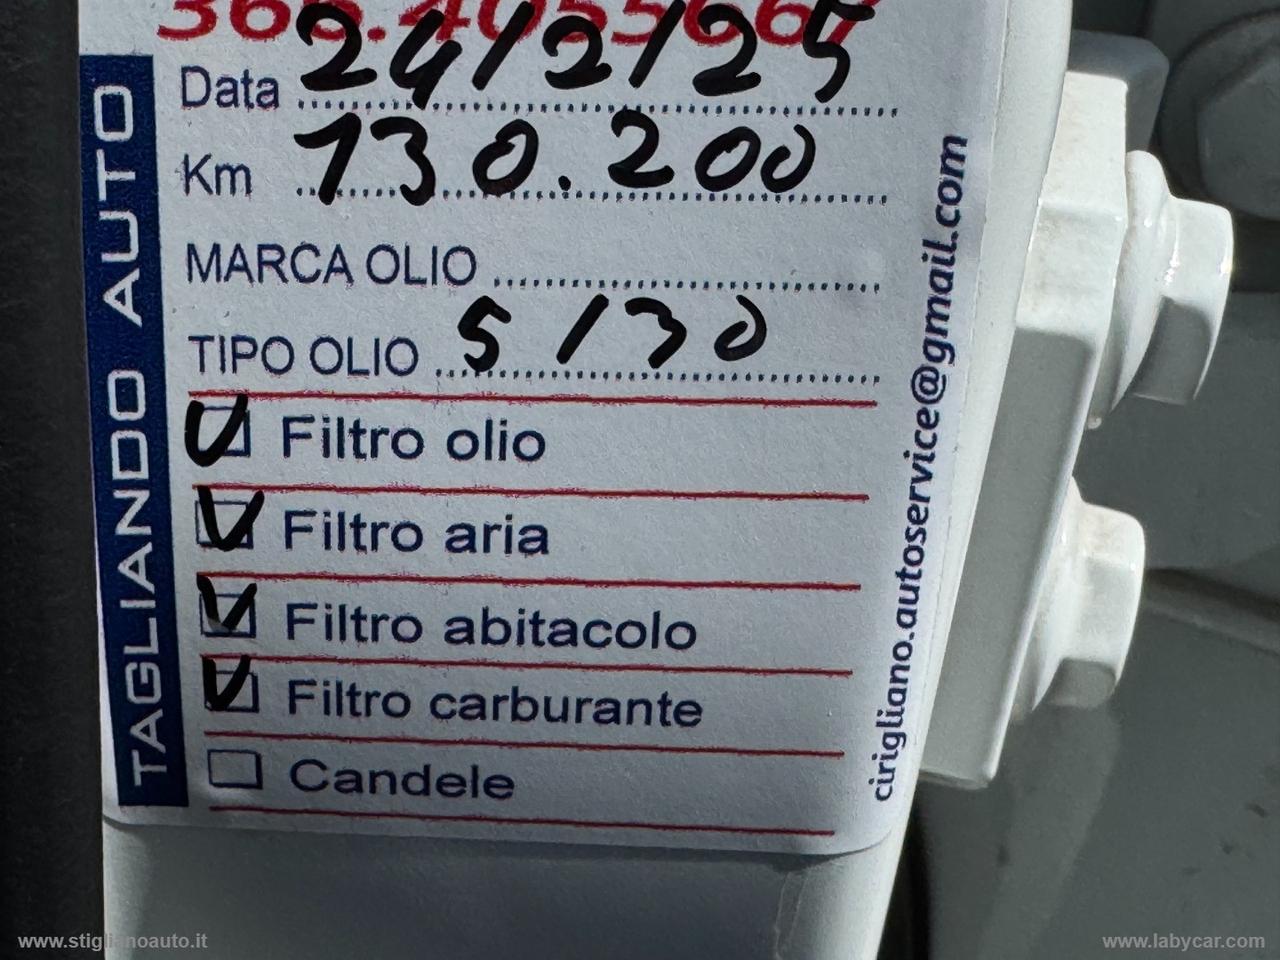 24/2/25
Data
Km 130.200
MARCA OLIO
TIPO OLIO 5/30
Filtro olio
Filtro aria
Filtro abitacolo
Filtro carburante
Candele
TAGLIANDO AUTO
cirigliano.autoservice@gmail.com
www.stiglianoauto.it
www.labycar.com